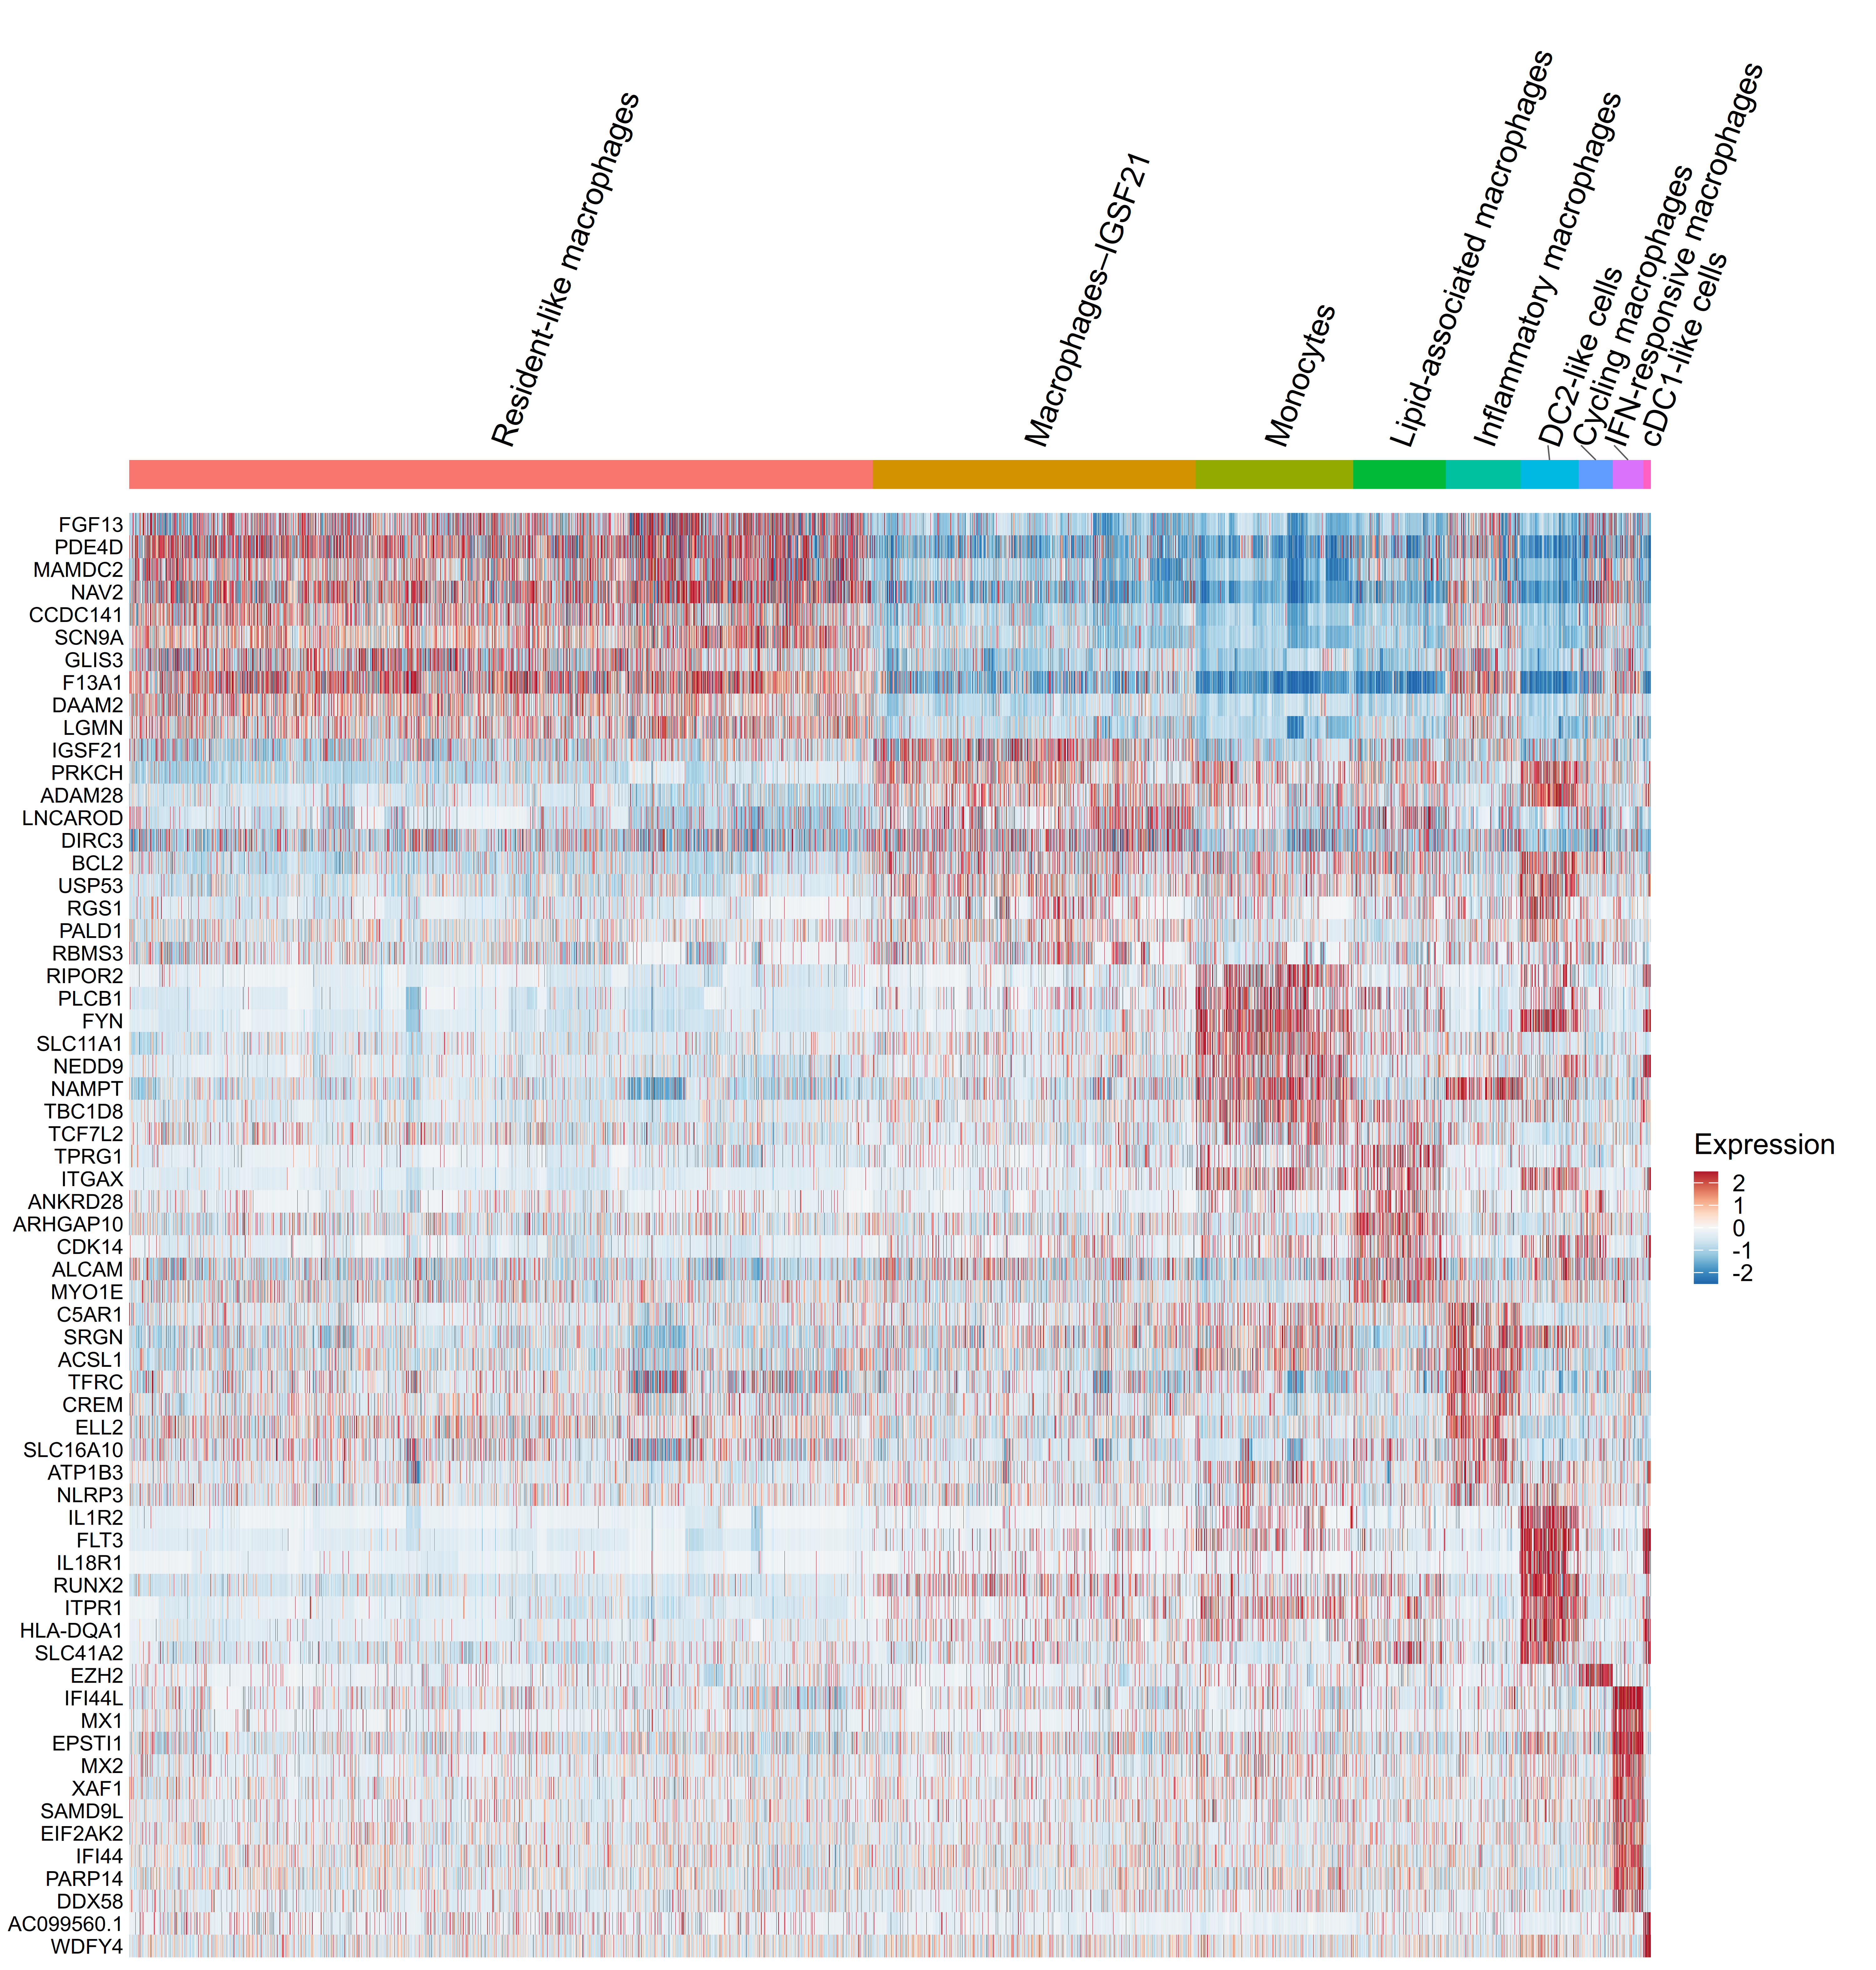 Resident-like macrophages
Macrophages–IGSF21
Monocytes
Lipid-associated macrophages
Inflammatory macrophages
DC2-like cells
Cycling macrophages
IFN-responsive macrophages
cDC1-like cells
FGF13
PDE4D
MAMDC2
NAV2
CCDC141
SCN9A
GLIS3
F13A1
DAAM2
LGMN
IGSF21
PRKCH
ADAM28
LNCAROD
DIRC3
BCL2
USP53
RGS1
PALD1
RBMS3
RIPOR2
PLCB1
FYN
SLC11A1
NEDD9
NAMPT
TBC1D8
TCF7L2
TPRG1
ITGAX
ANKRD28
ARHGAP10
CDK14
ALCAM
MYO1E
C5AR1
SRGN
ACSL1
TFRC
CREM
ELL2
SLC16A10
ATP1B3
NLRP3
IL1R2
FLT3
IL18R1
RUNX2
ITPR1
HLA-DQA1
SLC41A2
EZH2
IFI44L
MX1
EPSTI1
MX2
XAF1
SAMD9L
EIF2AK2
IFI44
PARP14
DDX58
AC099560.1
WDFY4
Expression
2
1
0
-1
-2